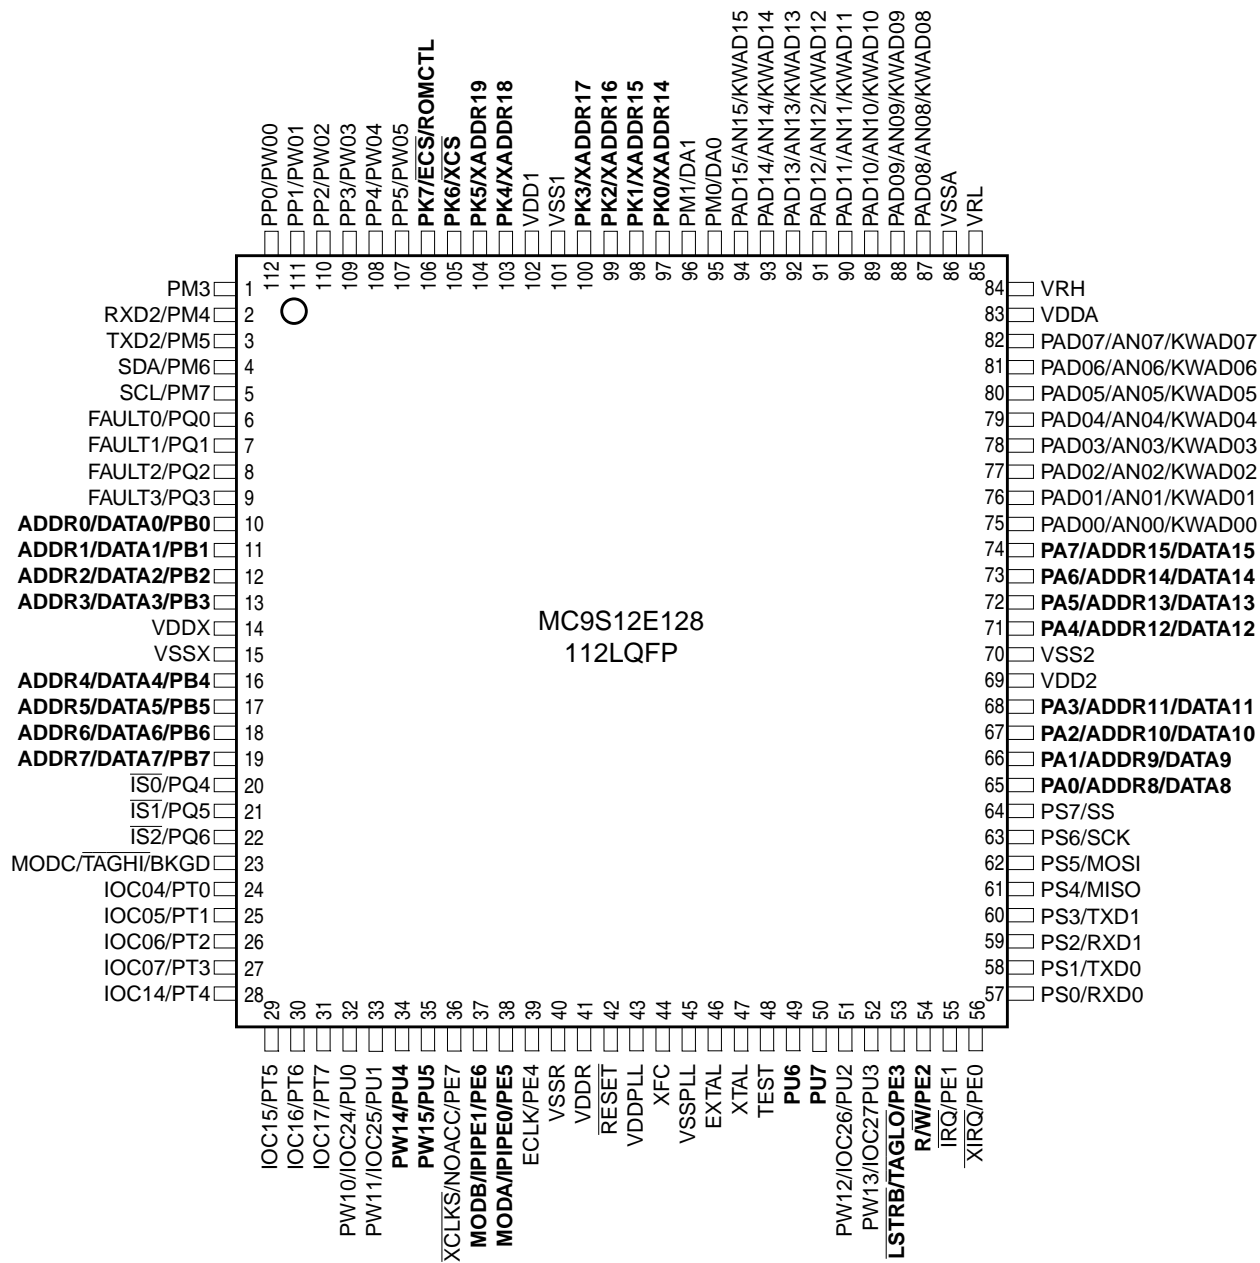 PP0/PW00
PP1/PW01
PP2/PW02
PP3/PW03
PP4/PW04
PP5/PW05
PK7/ECS/ROMCTL
PK6/XCS
PK5/XADDR19
PK4/XADDR18
VDD1
VSS1
PK3/XADDR17
PK2/XADDR16
PK1/XADDR15
PK0/XADDR14
PM1/DA1
PM0/DA0
PAD15/AN15/KWAD15
PAD14/AN14/KWAD14
PAD13/AN13/KWAD13
PAD12/AN12/KWAD12
PAD11/AN11/KWAD11
PAD10/AN10/KWAD10
PAD09/AN09/KWAD09
PAD08/AN08/KWAD08
VSSA
VRL
112
111
110
109
108
107
106
105
104
103
102
101
100
99
98
97
96
95
94
93
92
91
90
89
88
87
86
85
PM3 1
RXD2/PM4 2
TXD2/PM5 3
SDA/PM6 4
SCL/PM7 5
FAULT0/PQ0 6
FAULT1/PQ1 7
FAULT2/PQ2 8
FAULT3/PQ3 9
ADDR0/DATA0/PB0 10
ADDR1/DATA1/PB1 11
ADDR2/DATA2/PB2 12
ADDR3/DATA3/PB3 13
VDDX 14
VSSX 15
ADDR4/DATA4/PB4 16
ADDR5/DATA5/PB5 17
ADDR6/DATA6/PB6 18
ADDR7/DATA7/PB7 19
IS0/PQ4 20
IS1/PQ5 21
IS2/PQ6 22
MODC/TAGHI/BKGD 23
IOC04/PT0 24
IOC05/PT1 25
IOC06/PT2 26
IOC07/PT3 27
IOC14/PT4 28
MC9S12E128
112LQFP
84 VRH
83 VDDA
82 PAD07/AN07/KWAD07
81 PAD06/AN06/KWAD06
80 PAD05/AN05/KWAD05
79 PAD04/AN04/KWAD04
78 PAD03/AN03/KWAD03
77 PAD02/AN02/KWAD02
76 PAD01/AN01/KWAD01
75 PAD00/AN00/KWAD00
74 PA7/ADDR15/DATA15
73 PA6/ADDR14/DATA14
72 PA5/ADDR13/DATA13
71 PA4/ADDR12/DATA12
70 VSS2
69 VDD2
68 PA3/ADDR11/DATA11
67 PA2/ADDR10/DATA10
66 PA1/ADDR9/DATA9
65 PA0/ADDR8/DATA8
64 PS7/SS
63 PS6/SCK
62 PS5/MOSI
61 PS4/MISO
60 PS3/TXD1
59 PS2/RXD1
58 PS1/TXD0
57 PS0/RXD0
29
30
31
32
33
34
35
36
37
38
39
40
41
42
43
44
45
46
47
48
49
50
51
52
53
54
55
56
IOC15/PT5
IOC16/PT6
IOC17/PT7
PW10/IOC24/PU0
PW11/IOC25/PU1
PW14/PU4
PW15/PU5
XCLKS/NOACC/PE7
MODB/IPIPE1/PE6
MODA/IPIPE0/PE5
ECLK/PE4
VSSR
VDDR
RESET
VDDPLL
XFC
VSSPLL
EXTAL
XTAL
TEST
PU6
PU7
PW12/IOC26/PU2
PW13/IOC27PU3
LSTRB/TAGLO/PE3
R/W/PE2
IRQ/PE1
XIRQ/PE0